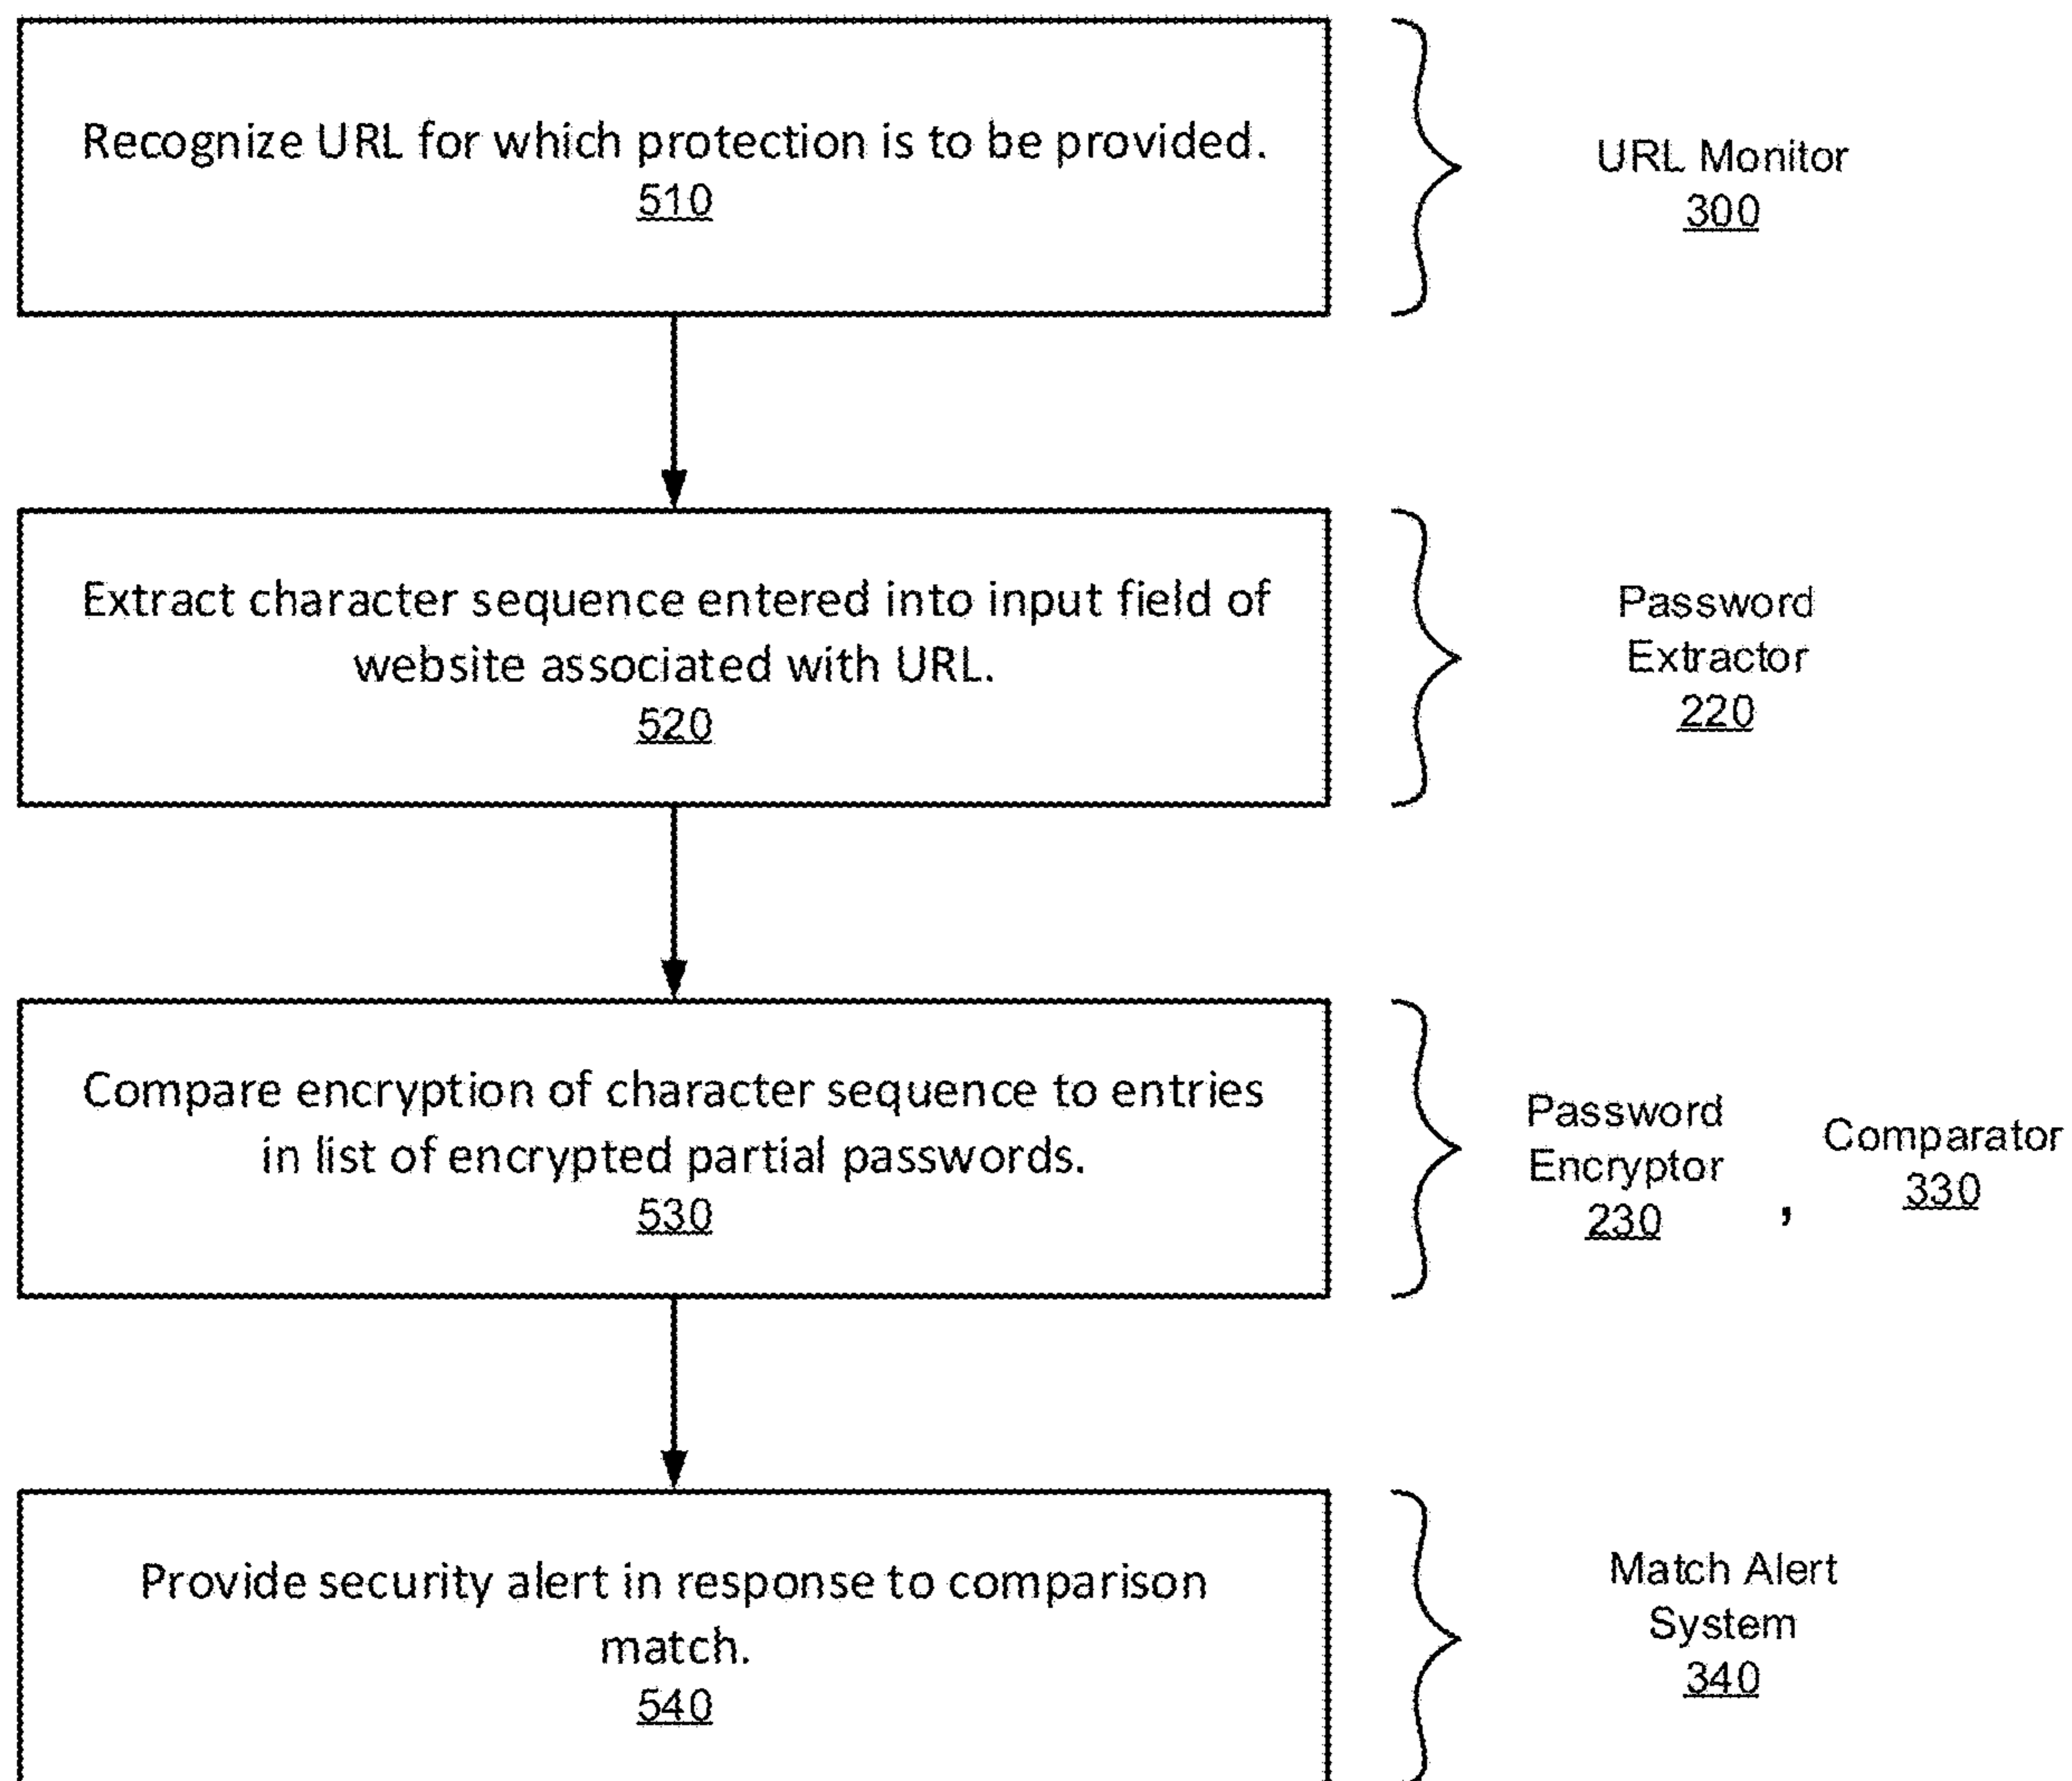 Recognize URL for which protection is to be provided.
510
URL Monitor
300
Extract character sequence entered into input field of
website associated with URL.
520
Password
Extractor
220
Compare encryption of character sequence to entries
in list of encrypted partial passwords.
530
Password
Encryptor
230
,
Comparator
330
Provide security alert in response to comparison
match.
540
Match Alert
System
340